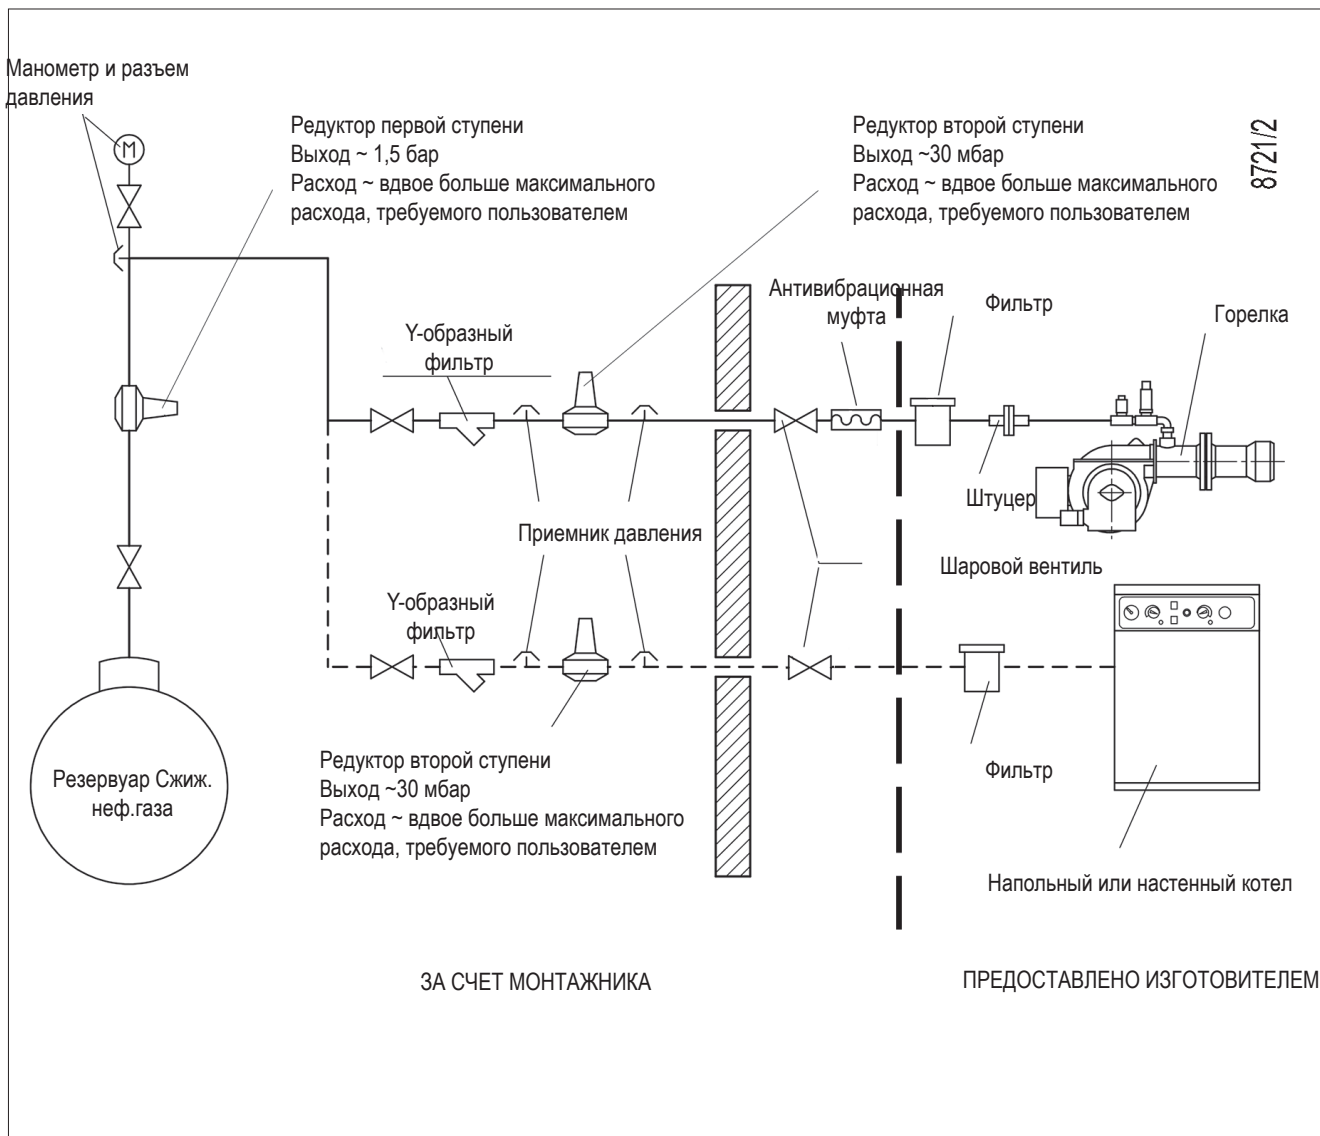 Манометр и разъем
давления
M
Редуктор первой ступени
Выход ~ 1,5 бар
Расход ~ вдвое больше максимального
расхода, требуемого пользователем
Редуктор второй ступени
Выход ~30 мбар
Расход ~ вдвое больше максимального
расхода, требуемого пользователем
8721/2
Y-образный
фильтр
Антивибрационная
муфта
Фильтр
Горелка
Штуцер
Приемник давления
Шаровой вентиль
Y-образный
фильтр
Резервуар Сжиж.
неф.газа
Редуктор второй ступени
Выход ~30 мбар
Расход ~ вдвое больше максимального
расхода, требуемого пользователем
Фильтр
Напольный или настенный котел
ЗА СЧЕТ МОНТАЖНИКА
ПРЕДОСТАВЛЕНО ИЗГОТОВИТЕЛЕМ